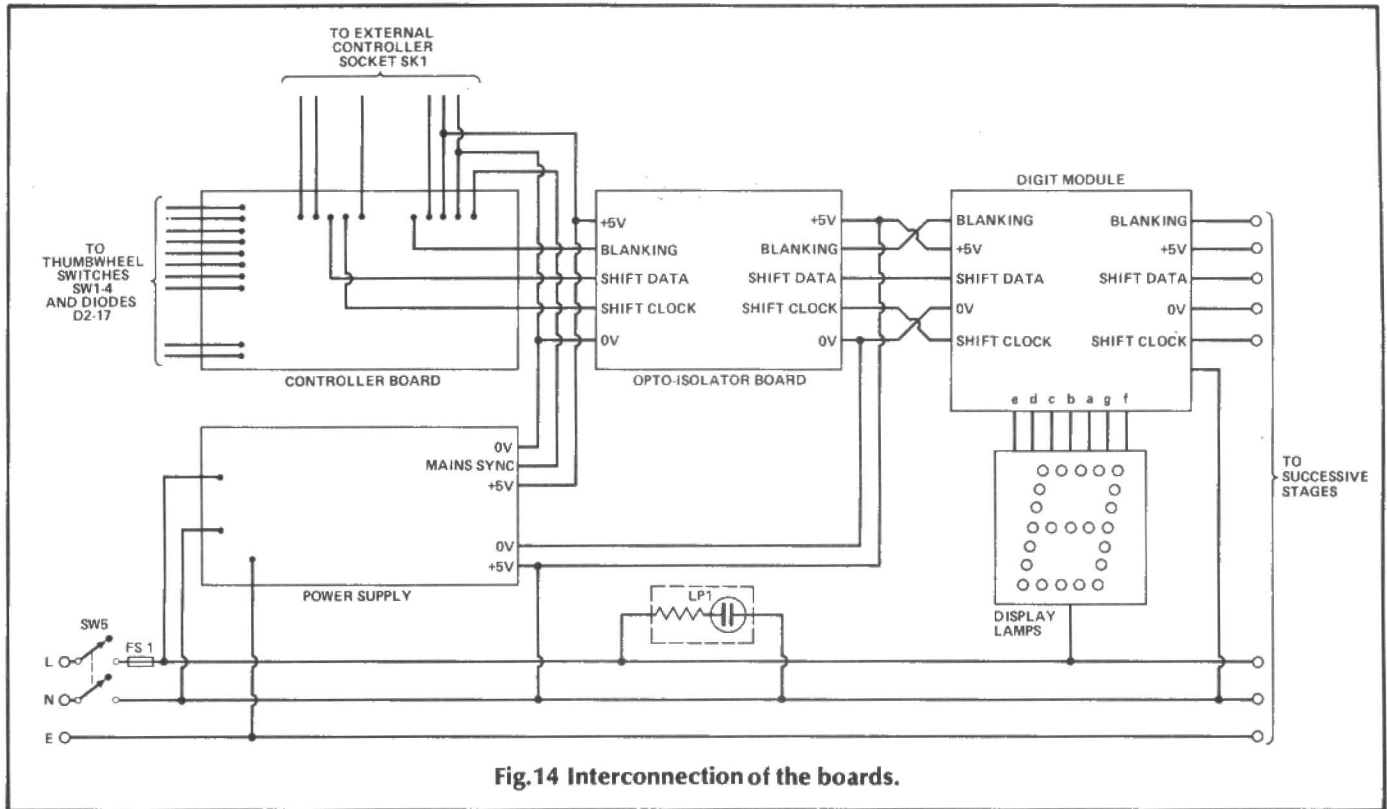 TO EXTERNAL
CONTROLLER
SOCKET SK1
TO
THUMBWHEEL
SWITCHES
SW1-4
AND DIODES
D2-17
CONTROLLER BOARD
+5V
BLANKING
SHIFT DATA
SHIFT CLOCK
0V
+5V
BLANKING
SHIFT DATA
SHIFT CLOCK
0V
OPTO-ISOLATOR BOARD
DIGIT MODULE
BLANKING
+5V
SHIFT DATA
0V
SHIFT CLOCK
BLANKING
+5V
SHIFT DATA
0V
SHIFT CLOCK
e d c b a g f
DISPLAY
LAMPS
TO
SUCCESSIVE
STAGES
0V
MAINS SYNC
+5V
0V
+5V
POWER SUPPLY
LP1
SW5
FS 1
L
N
E
Fig.14 Interconnection of the boards.